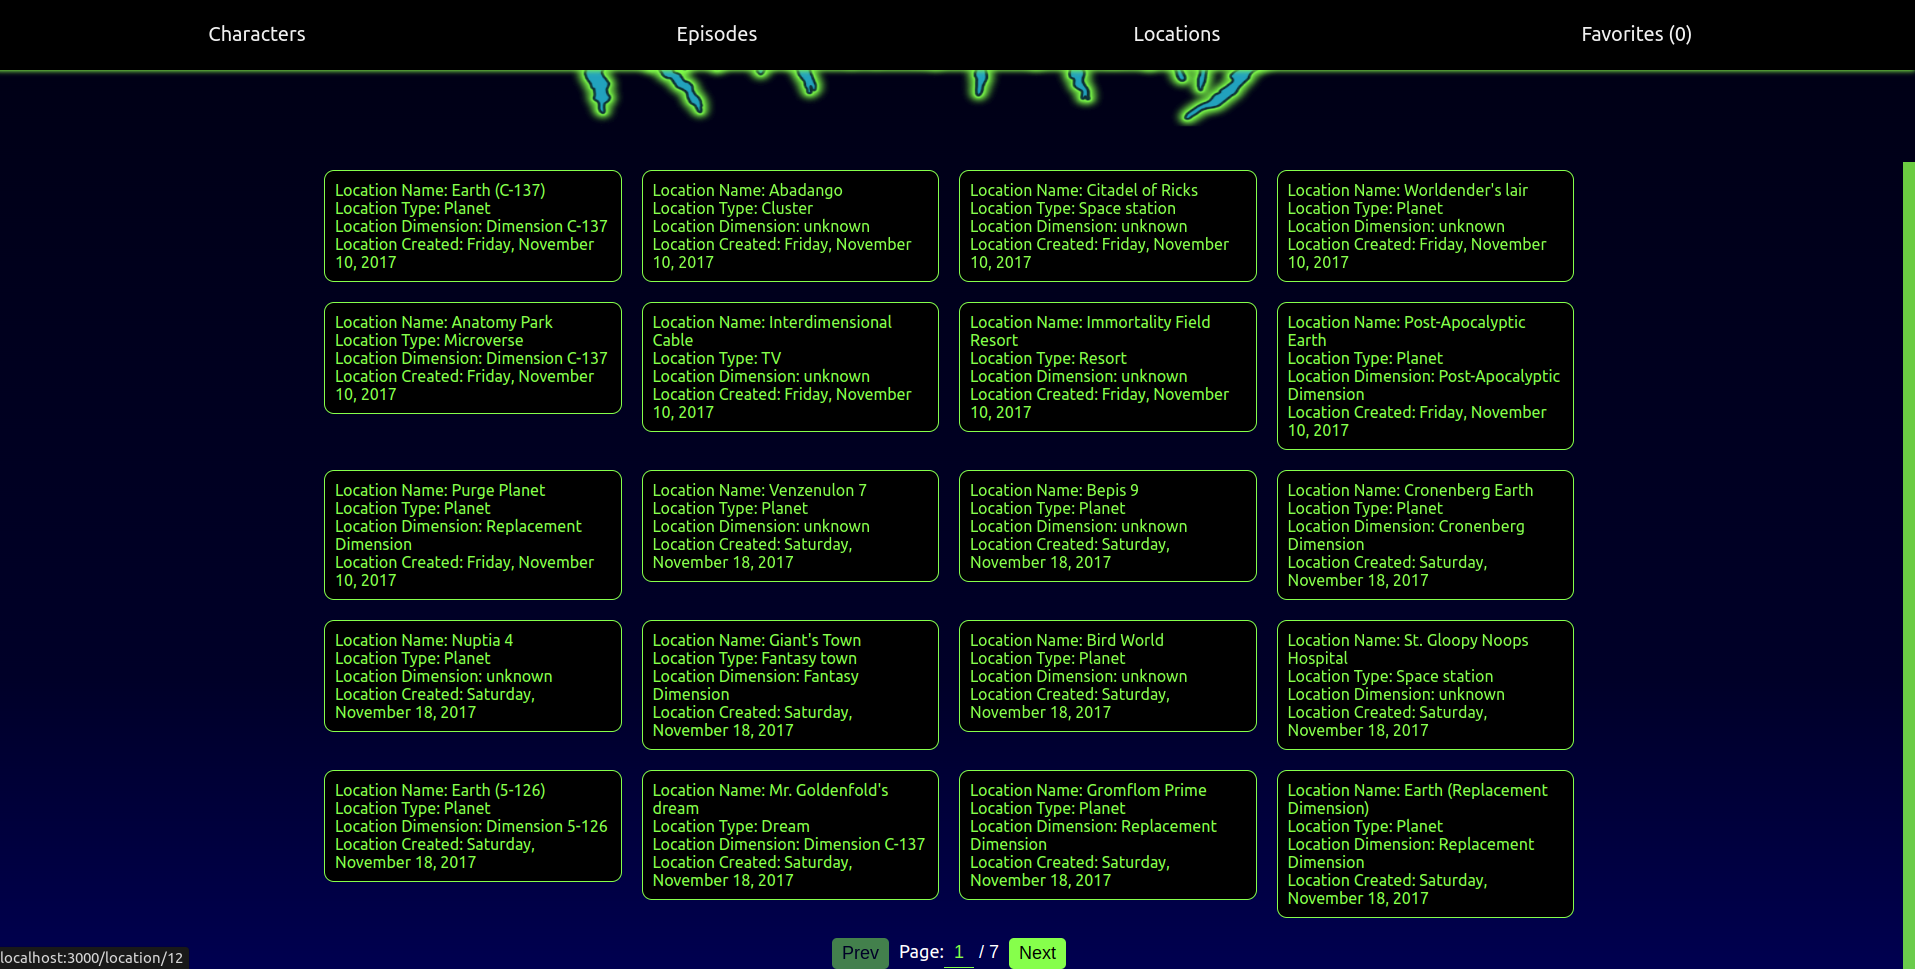 Characters
Episodes
Locations
Favorites (0)
Location Name: Earth (C-137)
Location Type: Planet
Location Dimension: Dimension C-137
Location Created: Friday, November
10, 2017
Location Name: Abadango
Location Type: Cluster
Location Dimension: unknown
Location Created: Friday, November
10, 2017
Location Name: Citadel of Ricks
Location Type: Space station
Location Dimension: unknown
Location Created: Friday, November
10, 2017
Location Name: Worldender's lair
Location Type: Planet
Location Dimension: unknown
Location Created: Friday, November
10, 2017
Location Name: Anatomy Park
Location Type: Microverse
Location Dimension: Dimension C-137
Location Created: Friday, November
10, 2017
Location Name: Interdimensional
Cable
Location Type: TV
Location Dimension: unknown
Location Created: Friday, November
10, 2017
Location Name: Immortality Field
Resort
Location Type: Resort
Location Dimension: unknown
Location Created: Friday, November
10, 2017
Location Name: Post-Apocalyptic
Earth
Location Type: Planet
Location Dimension: Post-Apocalyptic
Dimension
Location Created: Friday, November
10, 2017
Location Name: Purge Planet
Location Type: Planet
Location Dimension: Replacement
Dimension
Location Created: Friday, November
10, 2017
Location Name: Venzenulon 7
Location Type: Planet
Location Dimension: unknown
Location Created: Saturday,
November 18, 2017
Location Name: Bepis 9
Location Type: Planet
Location Dimension: unknown
Location Created: Saturday,
November 18, 2017
Location Name: Cronenberg Earth
Location Type: Planet
Location Dimension: Cronenberg
Dimension
Location Created: Saturday,
November 18, 2017
Location Name: Nuptia 4
Location Type: Planet
Location Dimension: unknown
Location Created: Saturday,
November 18, 2017
Location Name: Giant's Town
Location Type: Fantasy town
Location Dimension: Fantasy
Dimension
Location Created: Saturday,
November 18, 2017
Location Name: Bird World
Location Type: Planet
Location Dimension: unknown
Location Created: Saturday,
November 18, 2017
Location Name: St. Gloopy Noops
Hospital
Location Type: Space station
Location Dimension: unknown
Location Created: Saturday,
November 18, 2017
Location Name: Earth (5-126)
Location Type: Planet
Location Dimension: Dimension 5-126
Location Created: Saturday,
November 18, 2017
Location Name: Mr. Goldenfold's
dream
Location Type: Dream
Location Dimension: Dimension C-137
Location Created: Saturday,
November 18, 2017
Location Name: Gromflom Prime
Location Type: Planet
Location Dimension: Replacement
Dimension
Location Created: Saturday,
November 18, 2017
Location Name: Earth (Replacement
Dimension)
Location Type: Planet
Location Dimension: Replacement
Dimension
Location Created: Saturday,
November 18, 2017
Prev Page: 1 / 7 Next
localhost:3000/location/12